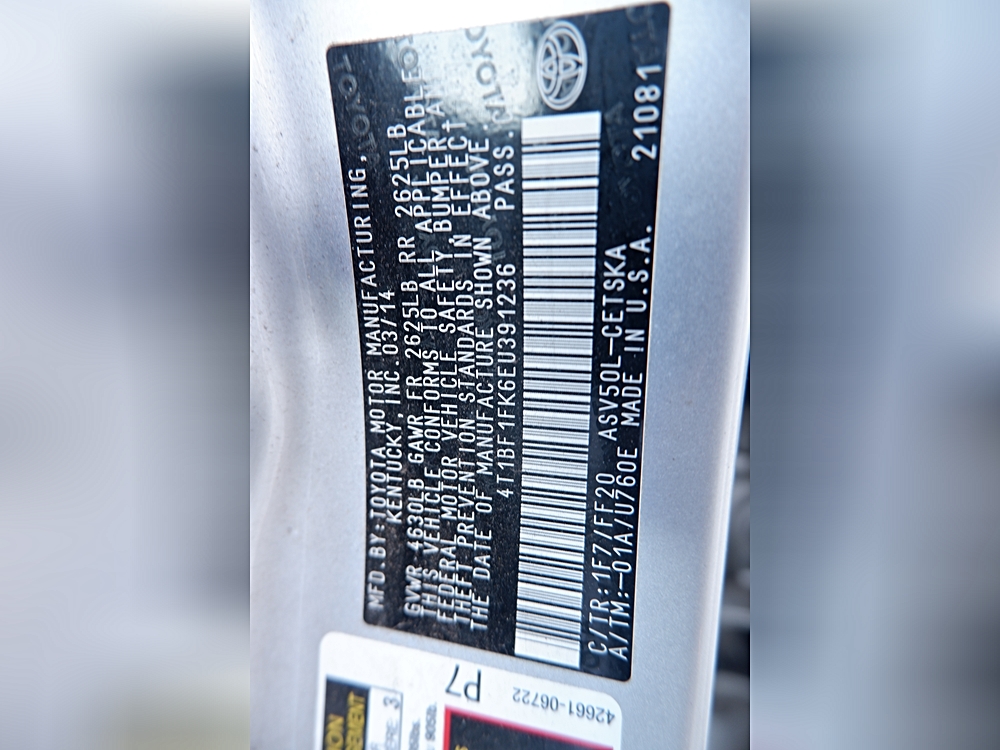 MFD.BY:TOYOTA MOTOR MANUFACTURING,
KENTUCKY,INC.03/14
GVWR 4630LB GAWR FR 2625LB RR 2625LB
THIS VEHICLE CONFORMS TO ALL APPLICABLE
FEDERAL MOTOR VEHICLE SAFETY,BUMPER,
THEFT PREVENTION STANDARDS IN EFFECT
THE DATE OF MANUFACTURE SHOWN ABOVE.
4T1BF1FK6EU391236 PASS.
C/TR:1F7/FF20 ASV50L-CETSKA
A/TM:-01A/U760E MADE IN U.S.A. 21081
P7
42661-06722